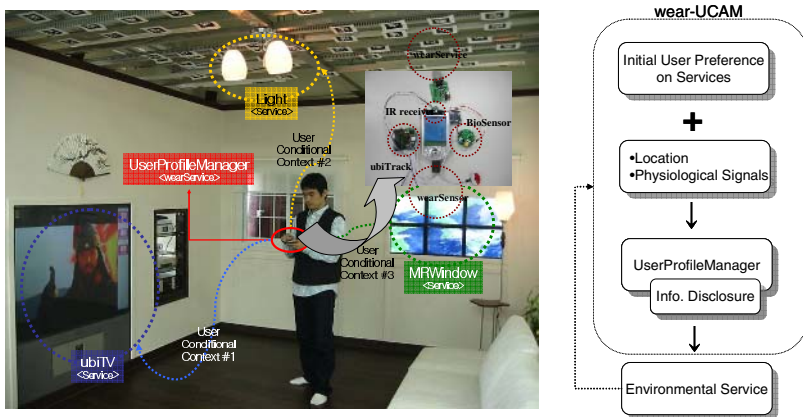 wear-UCAM
wearService
Light
<Service>
IR receiver
BioSensor
User
Conditional
Context #2
UserProfileManager
<wearService>
ubiTrack
wearSensor
User
Conditional
Context #3
MRWindow
<Service>
User
Conditional
Context #1
ubiTV
<Service>
Initial User Preference
on Services
+
•Location
•Physiological Signals
UserProfileManager
Info. Disclosure
Environmental Service